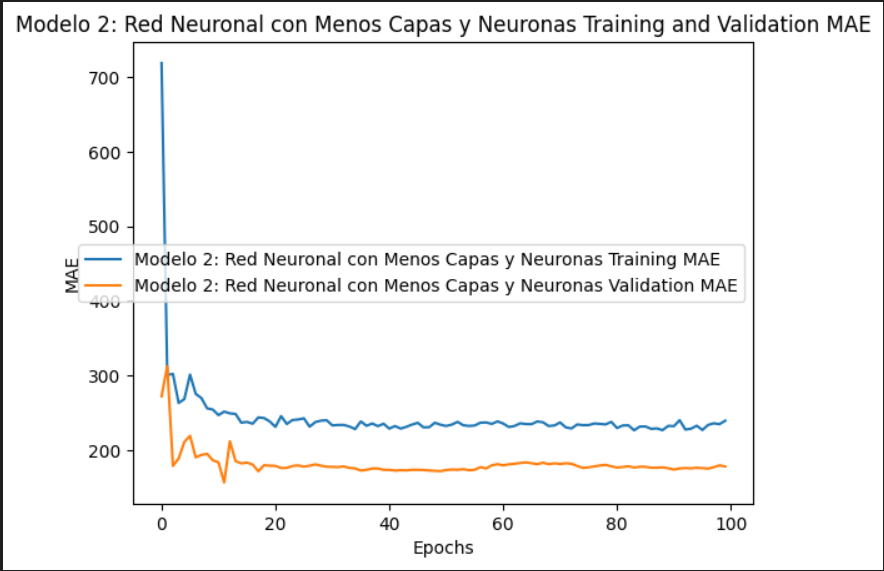 Modelo 2: Red Neuronal con Menos Capas y Neuronas Training and Validation MAE
700
600
500
Modelo 2: Red Neuronal con Menos Capas y Neuronas Training MAE
MAE
Modelo 2: Red Neuronal con Menos Capas y Neuronas Validation MAE
400
300
200
0 20 40 60 80 100
Epochs